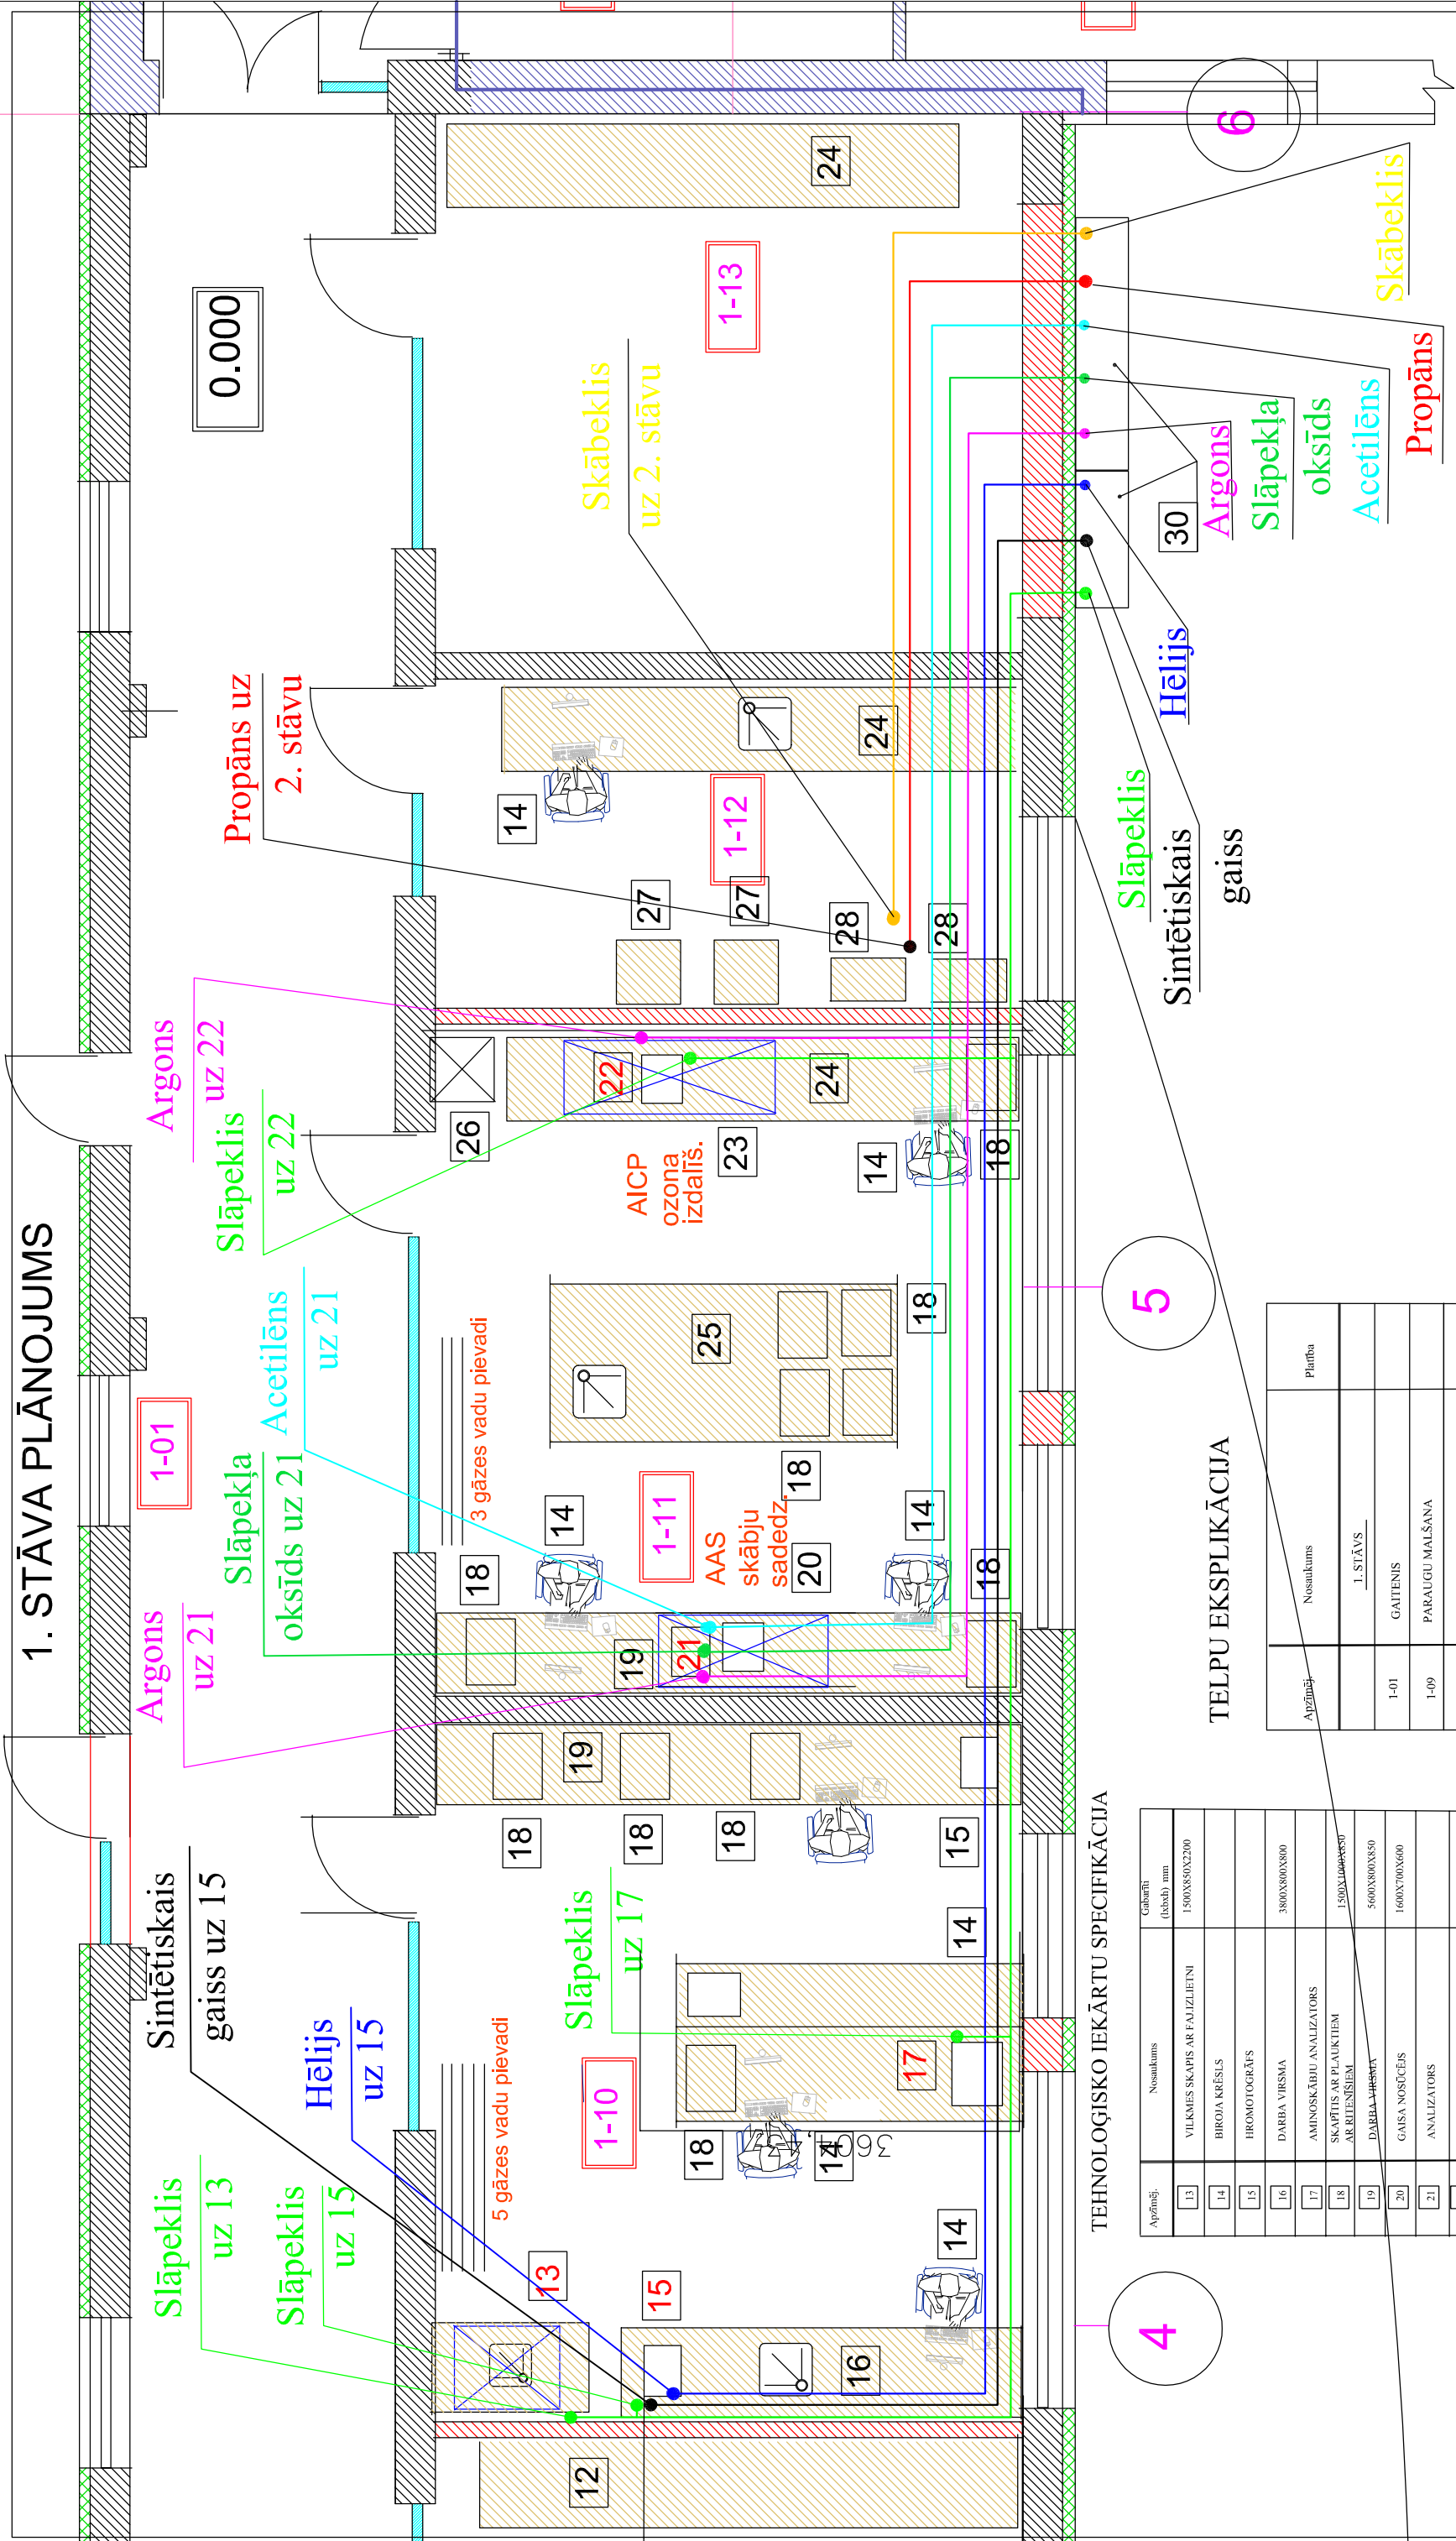 1. STĀVA PLĀNOJUMS
Slāpeklis
uz 13
Slāpeklis
uz 15
Sintētiskais
gaiss uz 15
Hēlijs
uz 15
Argons
uz 21
Slāpekļa
oksīds uz 21
Acetilēns
uz 21
1-01
Slāpeklis
uz 22
Argons
uz 22
Propāns uz
2. stāvu
0.000
Skābeklis
uz 2. stāvu
12
13
15
16
14
5 gāzes vadu pievadi
1-10
18
14
3604
17
Slāpeklis
uz 17
14
15
18
18
18
19
19
21
18
14
20
14
18
AAS
skābju
sadedz.
1-11
3 gāzes vadu pievadi
18
25
18
AICP
ozona
izdalīš.
26
23
14
18
22
24
27
27
28
28
1-12
14
24
1-13
24
4
5
6
Slāpeklis
Sintētiskais
gaiss
Hēlijs
30
Argons
Slāpekļa
oksīds
Acetilēns
Propāns
Skābeklis
TEHNOLOĢISKO IEKĀRTU SPECIFIKĀCIJA
Apzīmēj. Nosaukums Gabarīti
(lxbxh) mm
13 VILKMES SKAPIS AR FAJ.IZLIETNI 1500X850X2200
14 BIROJA KRĒSLS
15 HROMOTOGRĀFS
16 DARBA VIRSMA 3800X800X800
17 AMINOSKĀBJU ANALIZATORS
18 SKAPĪTIS AR PLAUKTIEM
AR RITENĪŠIEM 1500X1000X850
19 DARBA VIRSMA 5600X800X850
20 GAISA NOSŪCĒJS 1600X700X600
21 ANALIZATORS
TELPU EKSPLIKĀCIJA
Apzīmēj. Nosaukums Platība
1. STĀVS
1-01 GAITENIS
1-09 PARAUGU MALŠANA